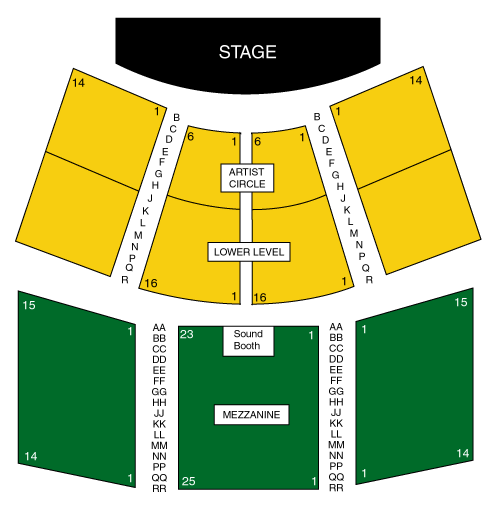 STAGE
14
1
B
C
D
E
F
G
H
J
K
L
M
N
P
Q
R
6
1
6
1
ARTIST
CIRCLE
LOWER LEVEL
16
1
16
1
B
C
D
E
F
G
H
J
K
L
M
N
P
Q
R
1
14
15
1
14
1
AA
BB
CC
DD
EE
FF
GG
HH
JJ
KK
LL
MM
NN
PP
QQ
RR
23
Sound
Booth
1
MEZZANINE
25
1
AA
BB
CC
DD
EE
FF
GG
HH
JJ
KK
LL
MM
NN
PP
QQ
RR
1
15
1
14